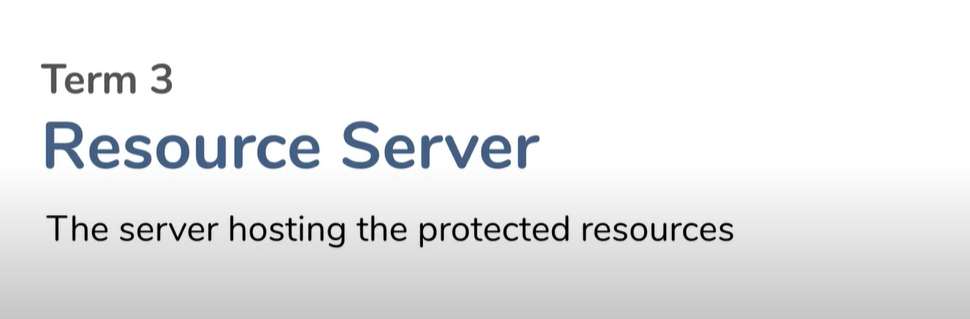 Term 3
Resource Server
The server hosting the protected resources